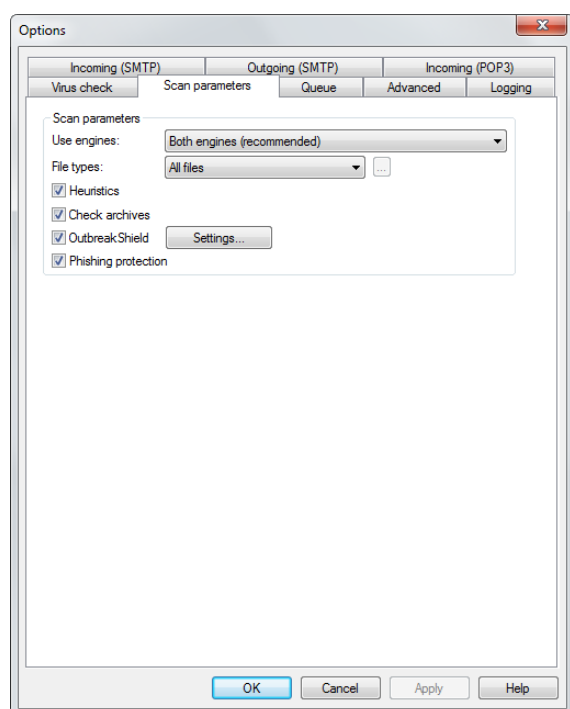 Options
Incoming (SMTP) Outgoing (SMTP) Incoming (POP3)
Virus check Scan parameters Queue Advanced Logging
Scan parameters
Use engines: Both engines (recommended)
File types: All files ...
Heuristics
Check archives
OutbreakShield Settings...
Phishing protection
OK Cancel Apply Help